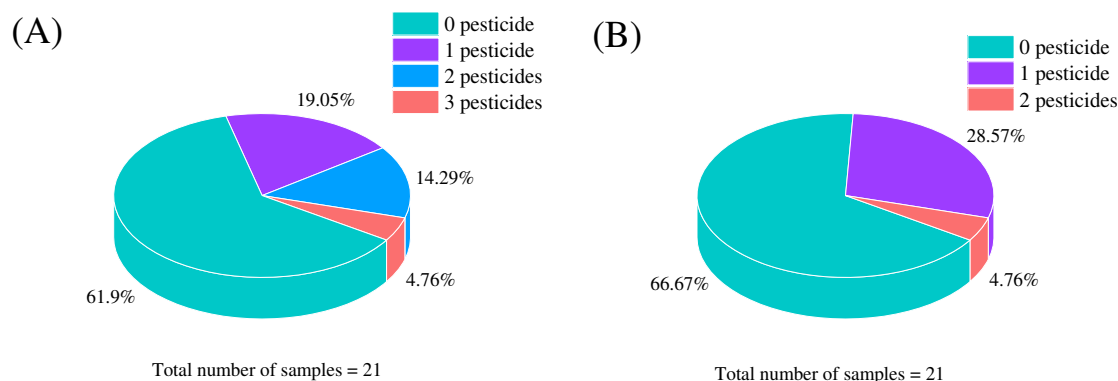 (A)
0 pesticide
1 pesticide
2 pesticides
3 pesticides
19.05%
14.29%
4.76%
61.9%
Total number of samples = 21
(B)
0 pesticide
1 pesticide
2 pesticides
28.57%
4.76%
66.67%
Total number of samples = 21